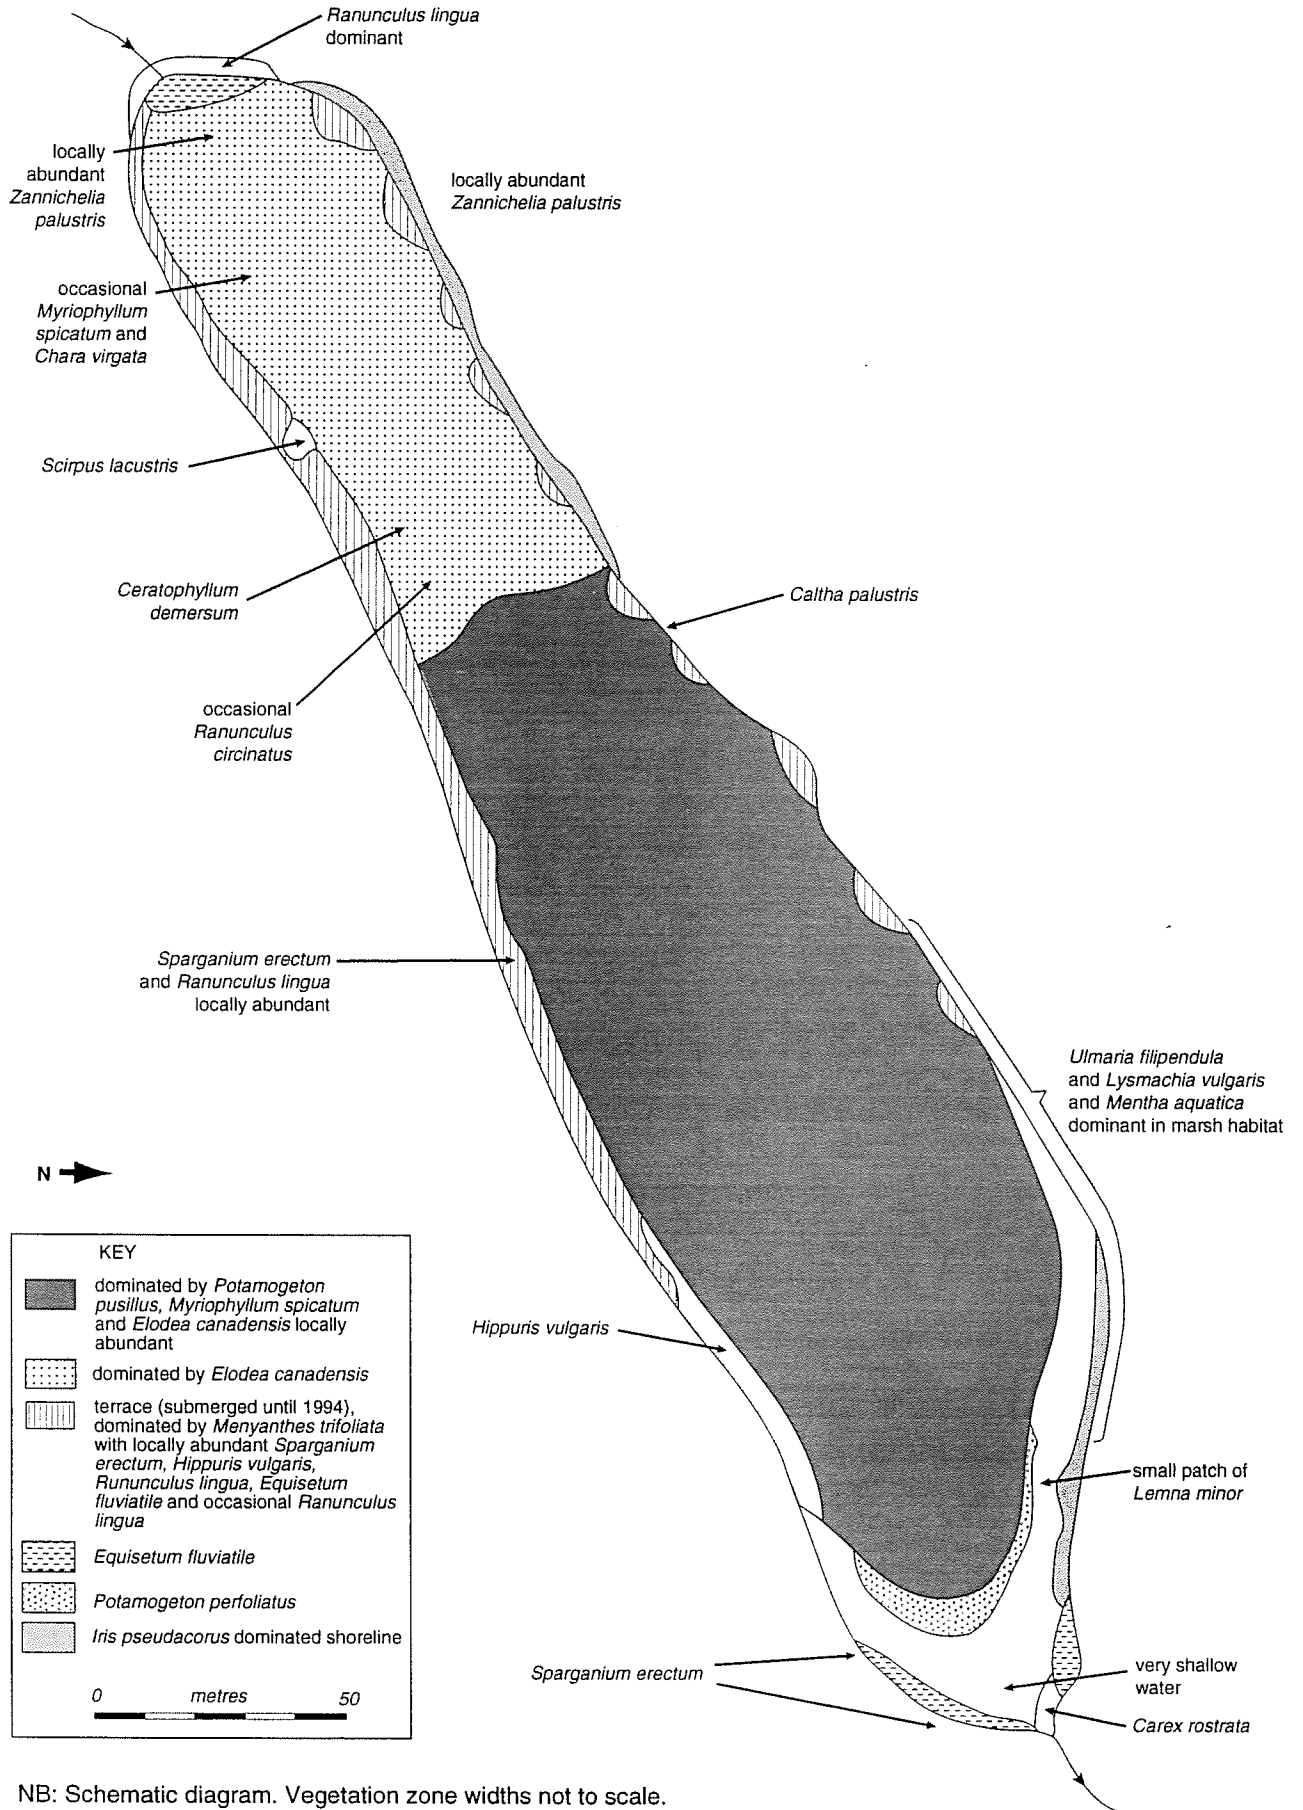 Ranunculus lingua
dominant
locally
abundant
Zannichelia
palustris
locally abundant
Zannichelia palustris
occasional
Myriophyllum
spicatum and
Chara virgata
Scirpus lacustris
Ceratophyllum
demersum
Caltha palustris
occasional
Ranunculus
circinatus
Sparganium erectum
and Ranunculus lingua
locally abundant
Ulmaria filipendula
and Lysmachia vulgaris
and Mentha aquatica
dominant in marsh habitat
N
Hippuris vulgaris
small patch of
Lemna minor
Sparganium erectum
very shallow
water
Carex rostrata
KEY
dominated by Potamogeton
pusillus, Myriophyllum spicatum
and Elodea canadensis locally
abundant
dominated by Elodea canadensis
terrace (submerged until 1994),
dominated by Menyanthes trifoliata
with locally abundant Sparganium
erectum, Hippuris vulgaris,
Rununculus lingua, Equisetum
fluviatile and occasional Ranunculus
lingua
Equisetum fluviatile
Potamogeton perfoliatus
Iris pseudacorus dominated shoreline
0 metres 50
NB: Schematic diagram. Vegetation zone widths not to scale.